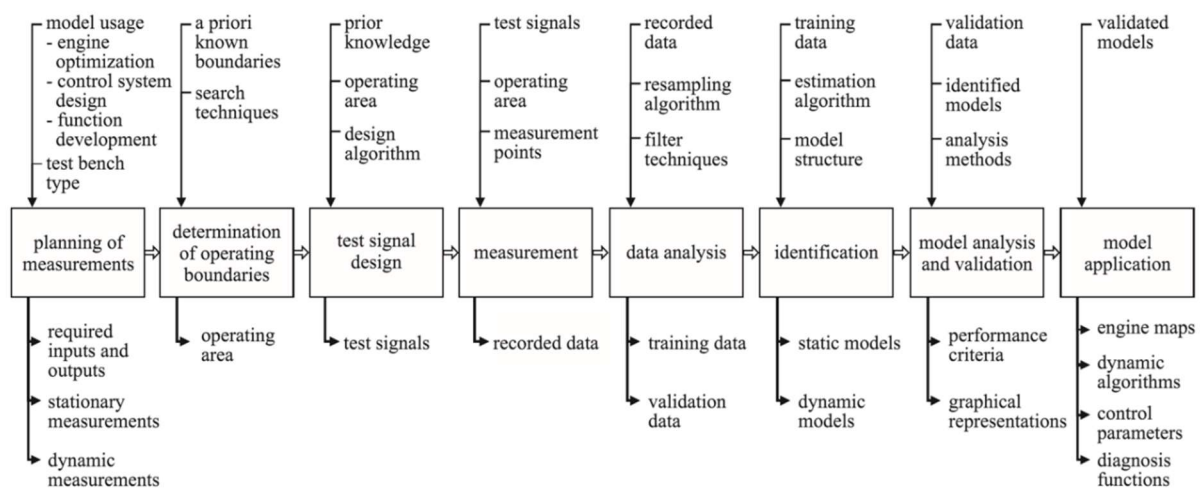 model usage
- engine
optimization
- control system
design
- function
development
test bench
type
a priori
known
boundaries
search
techniques
prior
knowledge
operating
area
design
algorithm
test signals
operating
area
measurement
points
recorded
data
resampling
algorithm
filter
techniques
training
data
estimation
algorithm
model
structure
validation
data
identified
models
analysis
methods
validated
models
planning of
measurements
determination
of operating
boundaries
test signal
design
measurement
data analysis
identification
model analysis
and validation
model
application
required
inputs and
outputs
stationary
measurements
dynamic
measurements
operating
area
test signals
recorded data
training data
validation
data
static models
dynamic
models
performance
criteria
graphical
representations
engine maps
dynamic
algorithms
control
parameters
diagnosis
functions